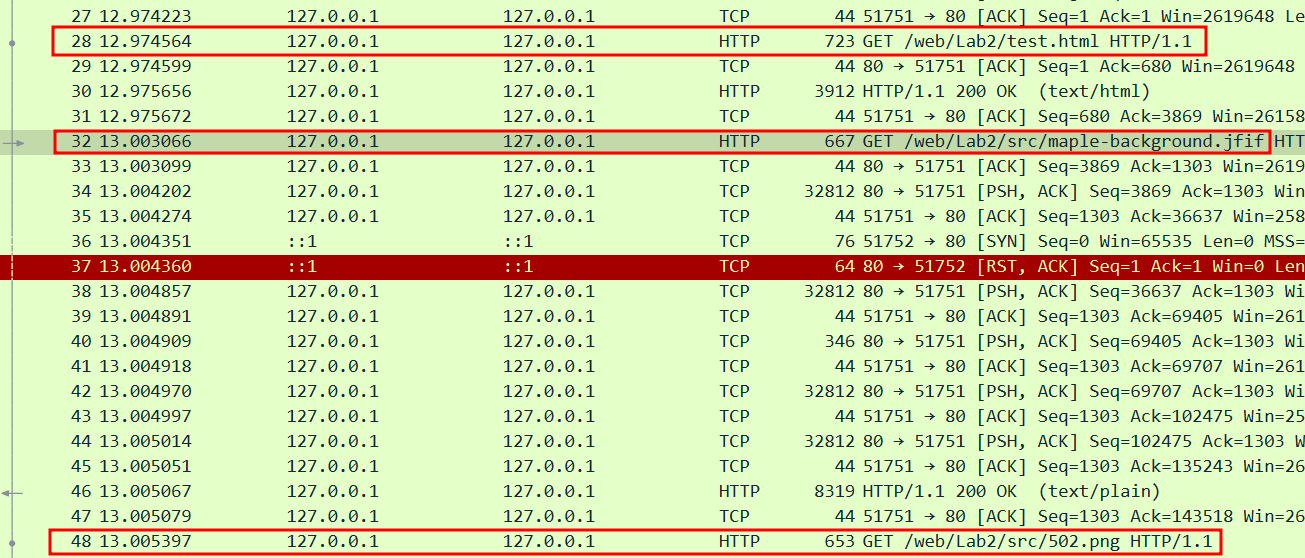 27 12.974223 127.0.0.1 127.0.0.1 TCP 44 51751 → 80 [ACK] Seq=1 Ack=1 Win=2619648 Le
28 12.974564 127.0.0.1 127.0.0.1 HTTP 723 GET /web/Lab2/test.html HTTP/1.1
29 12.974599 127.0.0.1 127.0.0.1 TCP 44 80 → 51751 [ACK] Seq=1 Ack=680 Win=2619648
30 12.975656 127.0.0.1 127.0.0.1 HTTP 3912 HTTP/1.1 200 OK (text/html)
31 12.975672 127.0.0.1 127.0.0.1 TCP 44 51751 → 80 [ACK] Seq=680 Ack=3869 Win=26158
32 13.003066 127.0.0.1 127.0.0.1 HTTP 667 GET /web/Lab2/src/maple-background.jfif HTT
33 13.003099 127.0.0.1 127.0.0.1 TCP 44 80 → 51751 [ACK] Seq=3869 Ack=1303 Win=2619
34 13.004202 127.0.0.1 127.0.0.1 TCP 32812 80 → 51751 [PSH, ACK] Seq=3869 Ack=1303 Win=
35 13.004274 127.0.0.1 127.0.0.1 TCP 44 51751 → 80 [ACK] Seq=1303 Ack=36637 Win=258
36 13.004351 ::1 ::1 TCP 76 51752 → 80 [SYN] Seq=0 Win=65535 Len=0 MSS=
37 13.004360 ::1 ::1 TCP 64 80 → 51752 [RST, ACK] Seq=1 Ack=1 Win=0 Len
38 13.004857 127.0.0.1 127.0.0.1 TCP 32812 80 → 51751 [PSH, ACK] Seq=36637 Ack=1303 Wi
39 13.004891 127.0.0.1 127.0.0.1 TCP 44 51751 → 80 [ACK] Seq=1303 Ack=69405 Win=261
40 13.004909 127.0.0.1 127.0.0.1 TCP 346 80 → 51751 [PSH, ACK] Seq=69405 Ack=1303 Wi
41 13.004918 127.0.0.1 127.0.0.1 TCP 44 51751 → 80 [ACK] Seq=1303 Ack=69707 Win=261
42 13.004970 127.0.0.1 127.0.0.1 TCP 32812 80 → 51751 [PSH, ACK] Seq=69707 Ack=1303 Wi
43 13.004997 127.0.0.1 127.0.0.1 TCP 44 51751 → 80 [ACK] Seq=1303 Ack=102475 Win=25
44 13.005014 127.0.0.1 127.0.0.1 TCP 32812 80 → 51751 [PSH, ACK] Seq=102475 Ack=1303 W
45 13.005051 127.0.0.1 127.0.0.1 TCP 44 51751 → 80 [ACK] Seq=1303 Ack=135243 Win=26
46 13.005067 127.0.0.1 127.0.0.1 HTTP 8319 HTTP/1.1 200 OK (text/plain)
47 13.005079 127.0.0.1 127.0.0.1 TCP 44 51751 → 80 [ACK] Seq=1303 Ack=143518 Win=26
48 13.005397 127.0.0.1 127.0.0.1 HTTP 653 GET /web/Lab2/src/502.png HTTP/1.1